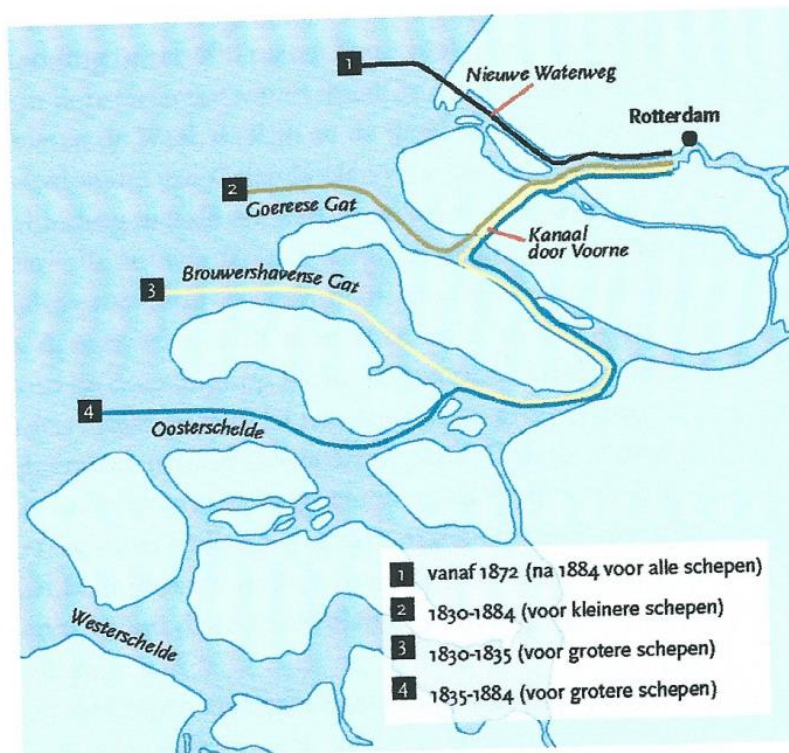 1
Nieuwe Waterweg
Rotterdam
2
Goereese Gat
Kanaal
door Voorne
Brouwershavense Gat
3
4
Oosterschelde
Westerschelde
1 vanaf 1872 (na 1884 voor alle schepen)
2 1830-1884 (voor kleinere schepen)
3 1830-1835 (voor grotere schepen)
4 1835-1884 (voor grotere schepen)